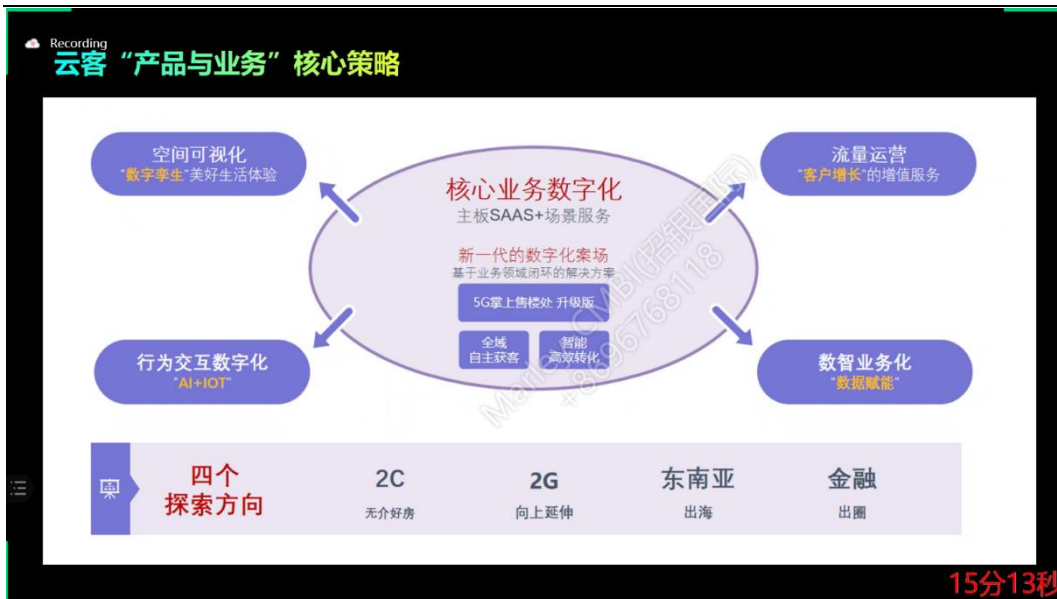 Recording
云客“产品与业务”核心策略
空间可视化
"数字孪生"美好生活体验
流量运营
"客户增长"的增值服务
核心业务数字化
主板SAAS+场景服务
新一代的数字化案场
基于业务领域闭环的解决方案
5G掌上售楼处 升级版
全域
自主获客
智能
高效转化
行为交互数字化
"AI+IOT"
数智业务化
"数据赋能"
Marley CMBI(招银国际)
+8696768118
四个
探索方向
2C
无介好房
2G
向上延伸
东南亚
出海
金融
出圈
15分13秒